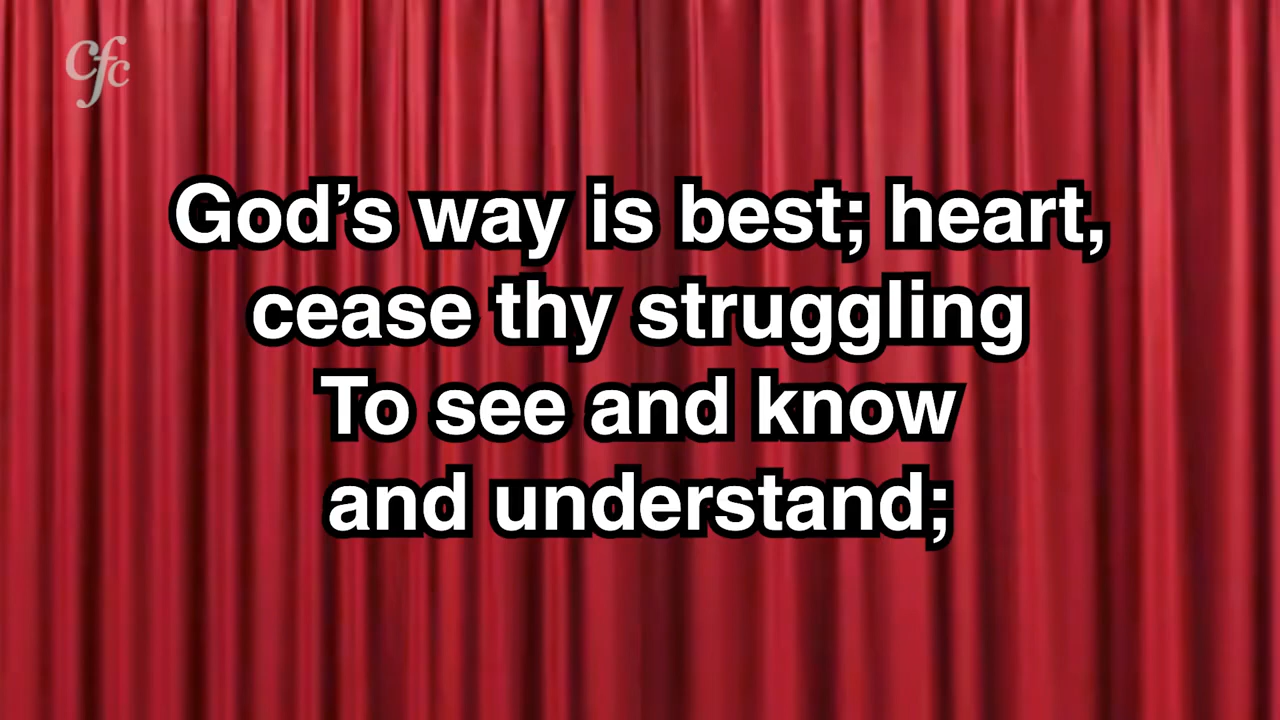 cfc
God’s way is best; heart,
cease thy struggling
To see and know
and understand;